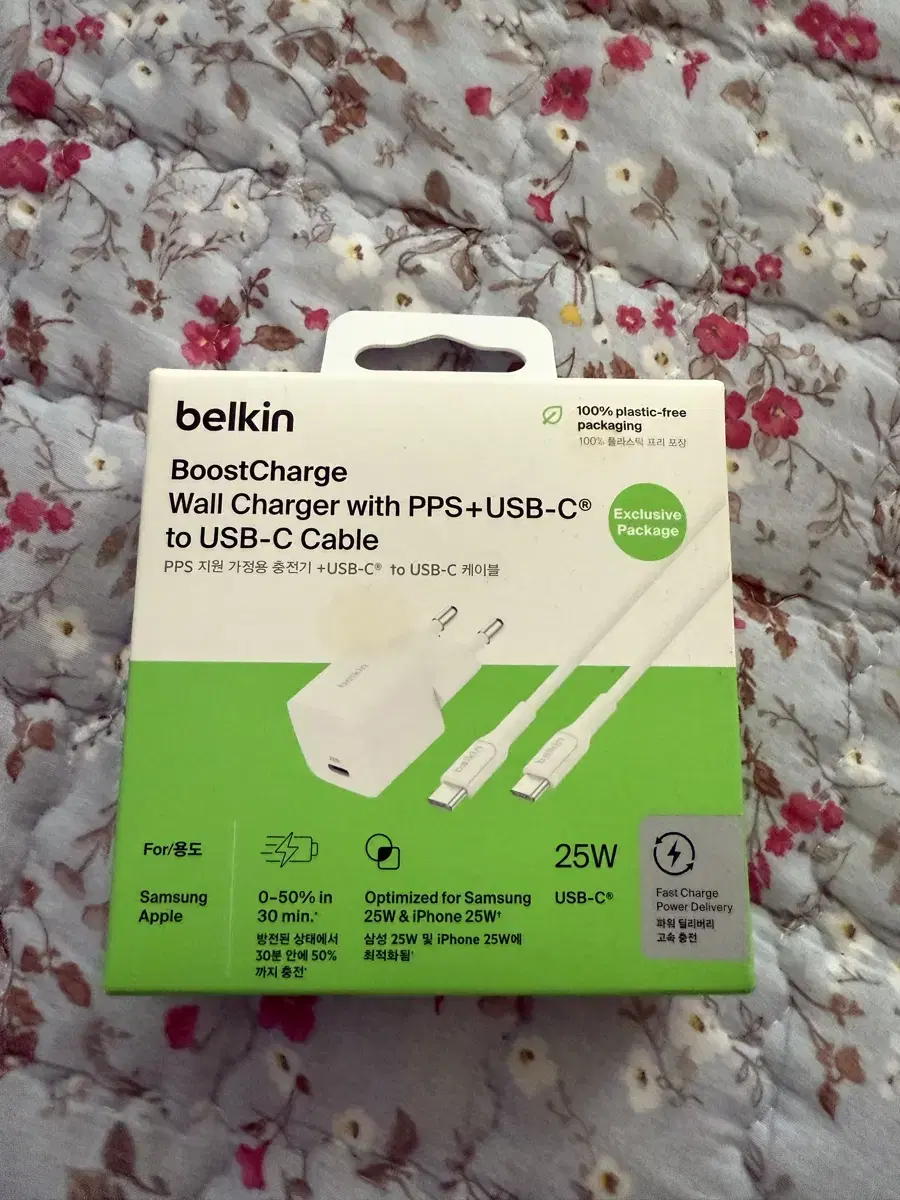 belkin
100% plastic-free
packaging
100% 플라스틱 프리 포장
BoostCharge
Wall Charger with PPS+USB-C®
to USB-C Cable
PPS 지원 가정용 충전기 +USB-C® to USB-C 케이블
Exclusive
Package
belkin
belkin
belkin
For/용도
Samsung
Apple
0-50% in
30 min.*
방전된 상태에서
30분 안에 50%
까지 충전*
Optimized for Samsung
25W & iPhone 25W†
삼성 25W 및 iPhone 25W에
최적화됨†
25W
USB-C®
Fast Charge
Power Delivery
파워 딜리버리
고속 충전